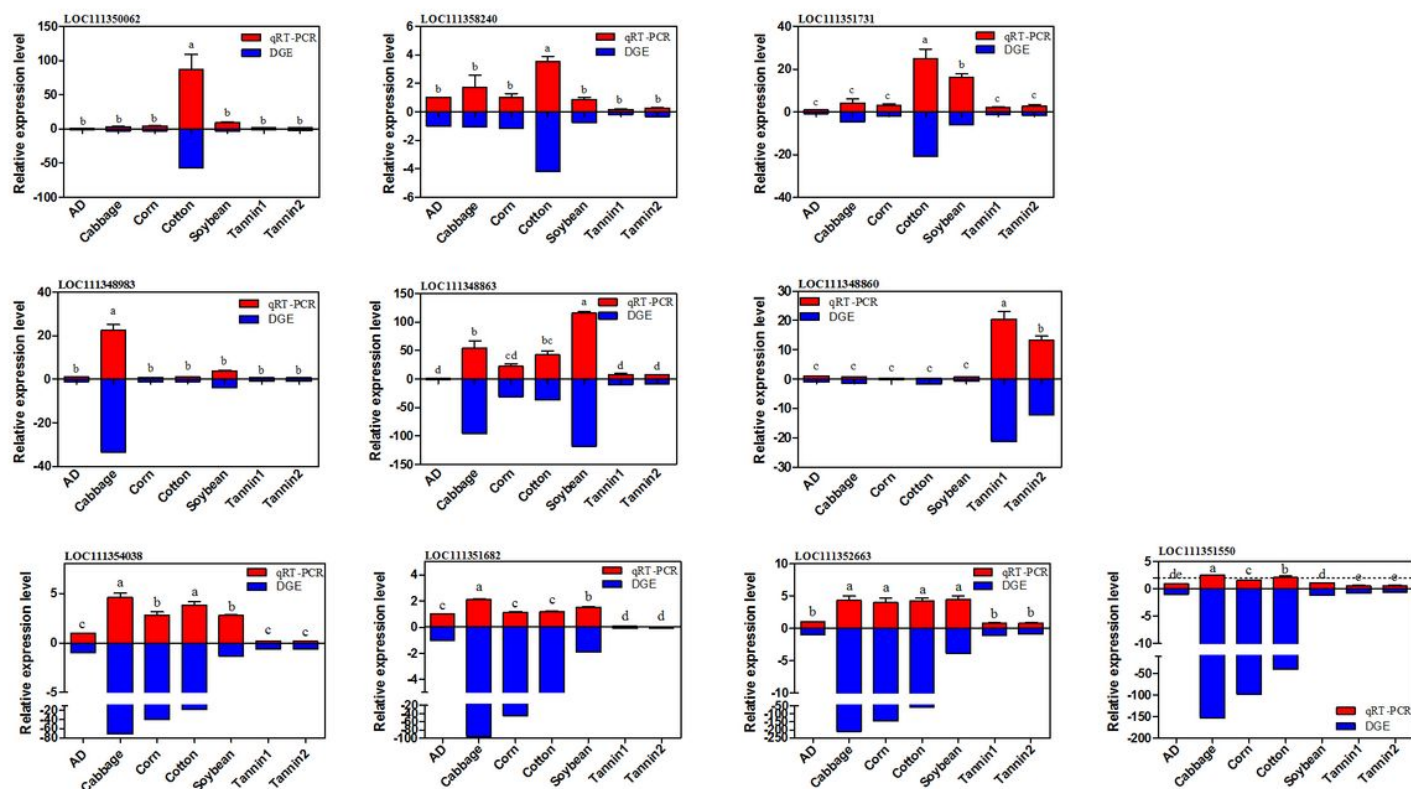 LOC111350062
Relative expression level
150
100
50
0
-50
-100
qRT-PCR
DGE
b b b a b b b
AD Cabbage Corn Cotton Soybean Tannin1 Tannin2
LOC111358240
Relative expression level
6
4
2
0
-2
-4
-6
qRT-PCR
DGE
b b b a b b b
AD Cabbage Corn Cotton Soybean Tannin1 Tannin2
LOC111351731
Relative expression level
40
20
0
-20
-40
qRT-PCR
DGE
c c c a b c c
AD Cabbage Corn Cotton Soybean Tannin1 Tannin2
LOC111348983
Relative expression level
40
20
0
-20
-40
qRT-PCR
DGE
b a b b b b b
AD Cabbage Corn Cotton Soybean Tannin1 Tannin2
LOC111348863
Relative expression level
150
100
50
0
-50
-100
-150
qRT-PCR
DGE
d b cd bc a d d
AD Cabbage Corn Cotton Soybean Tannin1 Tannin2
LOC111348860
Relative expression level
30
20
10
0
-10
-20
-30
qRT-PCR
DGE
c c c c c a b
AD Cabbage Corn Cotton Soybean Tannin1 Tannin2
LOC111354038
Relative expression level
5
0
-5
-20
-40
-60
-80
qRT-PCR
DGE
c a b a b c c
AD Cabbage Corn Cotton Soybean Tannin1 Tannin2
LOC111351682
Relative expression level
4
2
0
-2
-4
-20
-40
-60
-80
-100
qRT-PCR
DGE
c a c c b d d
AD Cabbage Corn Cotton Soybean Tannin1 Tannin2
LOC111352663
Relative expression level
10
5
0
-5
-10
-50
-100
-150
-200
-250
qRT-PCR
DGE
b a a a a b b
AD Cabbage Corn Cotton Soybean Tannin1 Tannin2
LOC111351550
Relative expression level
5
0
-5
-10
-50
-100
-150
-200
de a c b d e e
qRT-PCR
DGE
AD Cabbage Corn Cotton Soybean Tannin1 Tannin2